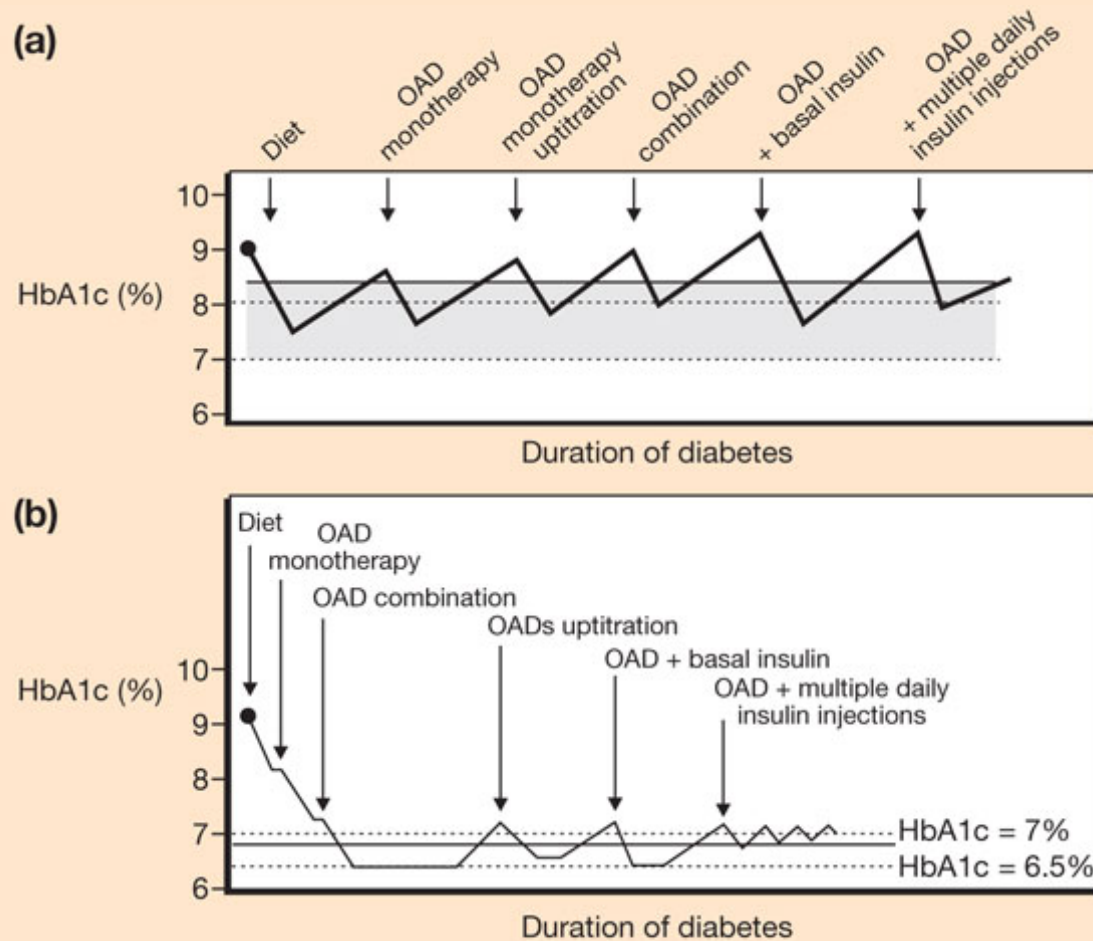 (a)
Diet
OAD
monotherapy
OAD
monotherapy
uptitration
OAD
combination
OAD
+ basal insulin
OAD
+ multiple daily
insulin injections
10
9
HbA1c (%)
8
7
6
Duration of diabetes
(b)
Diet
OAD
monotherapy
OAD combination
OADs uptitration
OAD + basal insulin
OAD + multiple daily
insulin injections
10
HbA1c (%)
9
8
7
HbA1c = 7%
HbA1c = 6.5%
6
Duration of diabetes